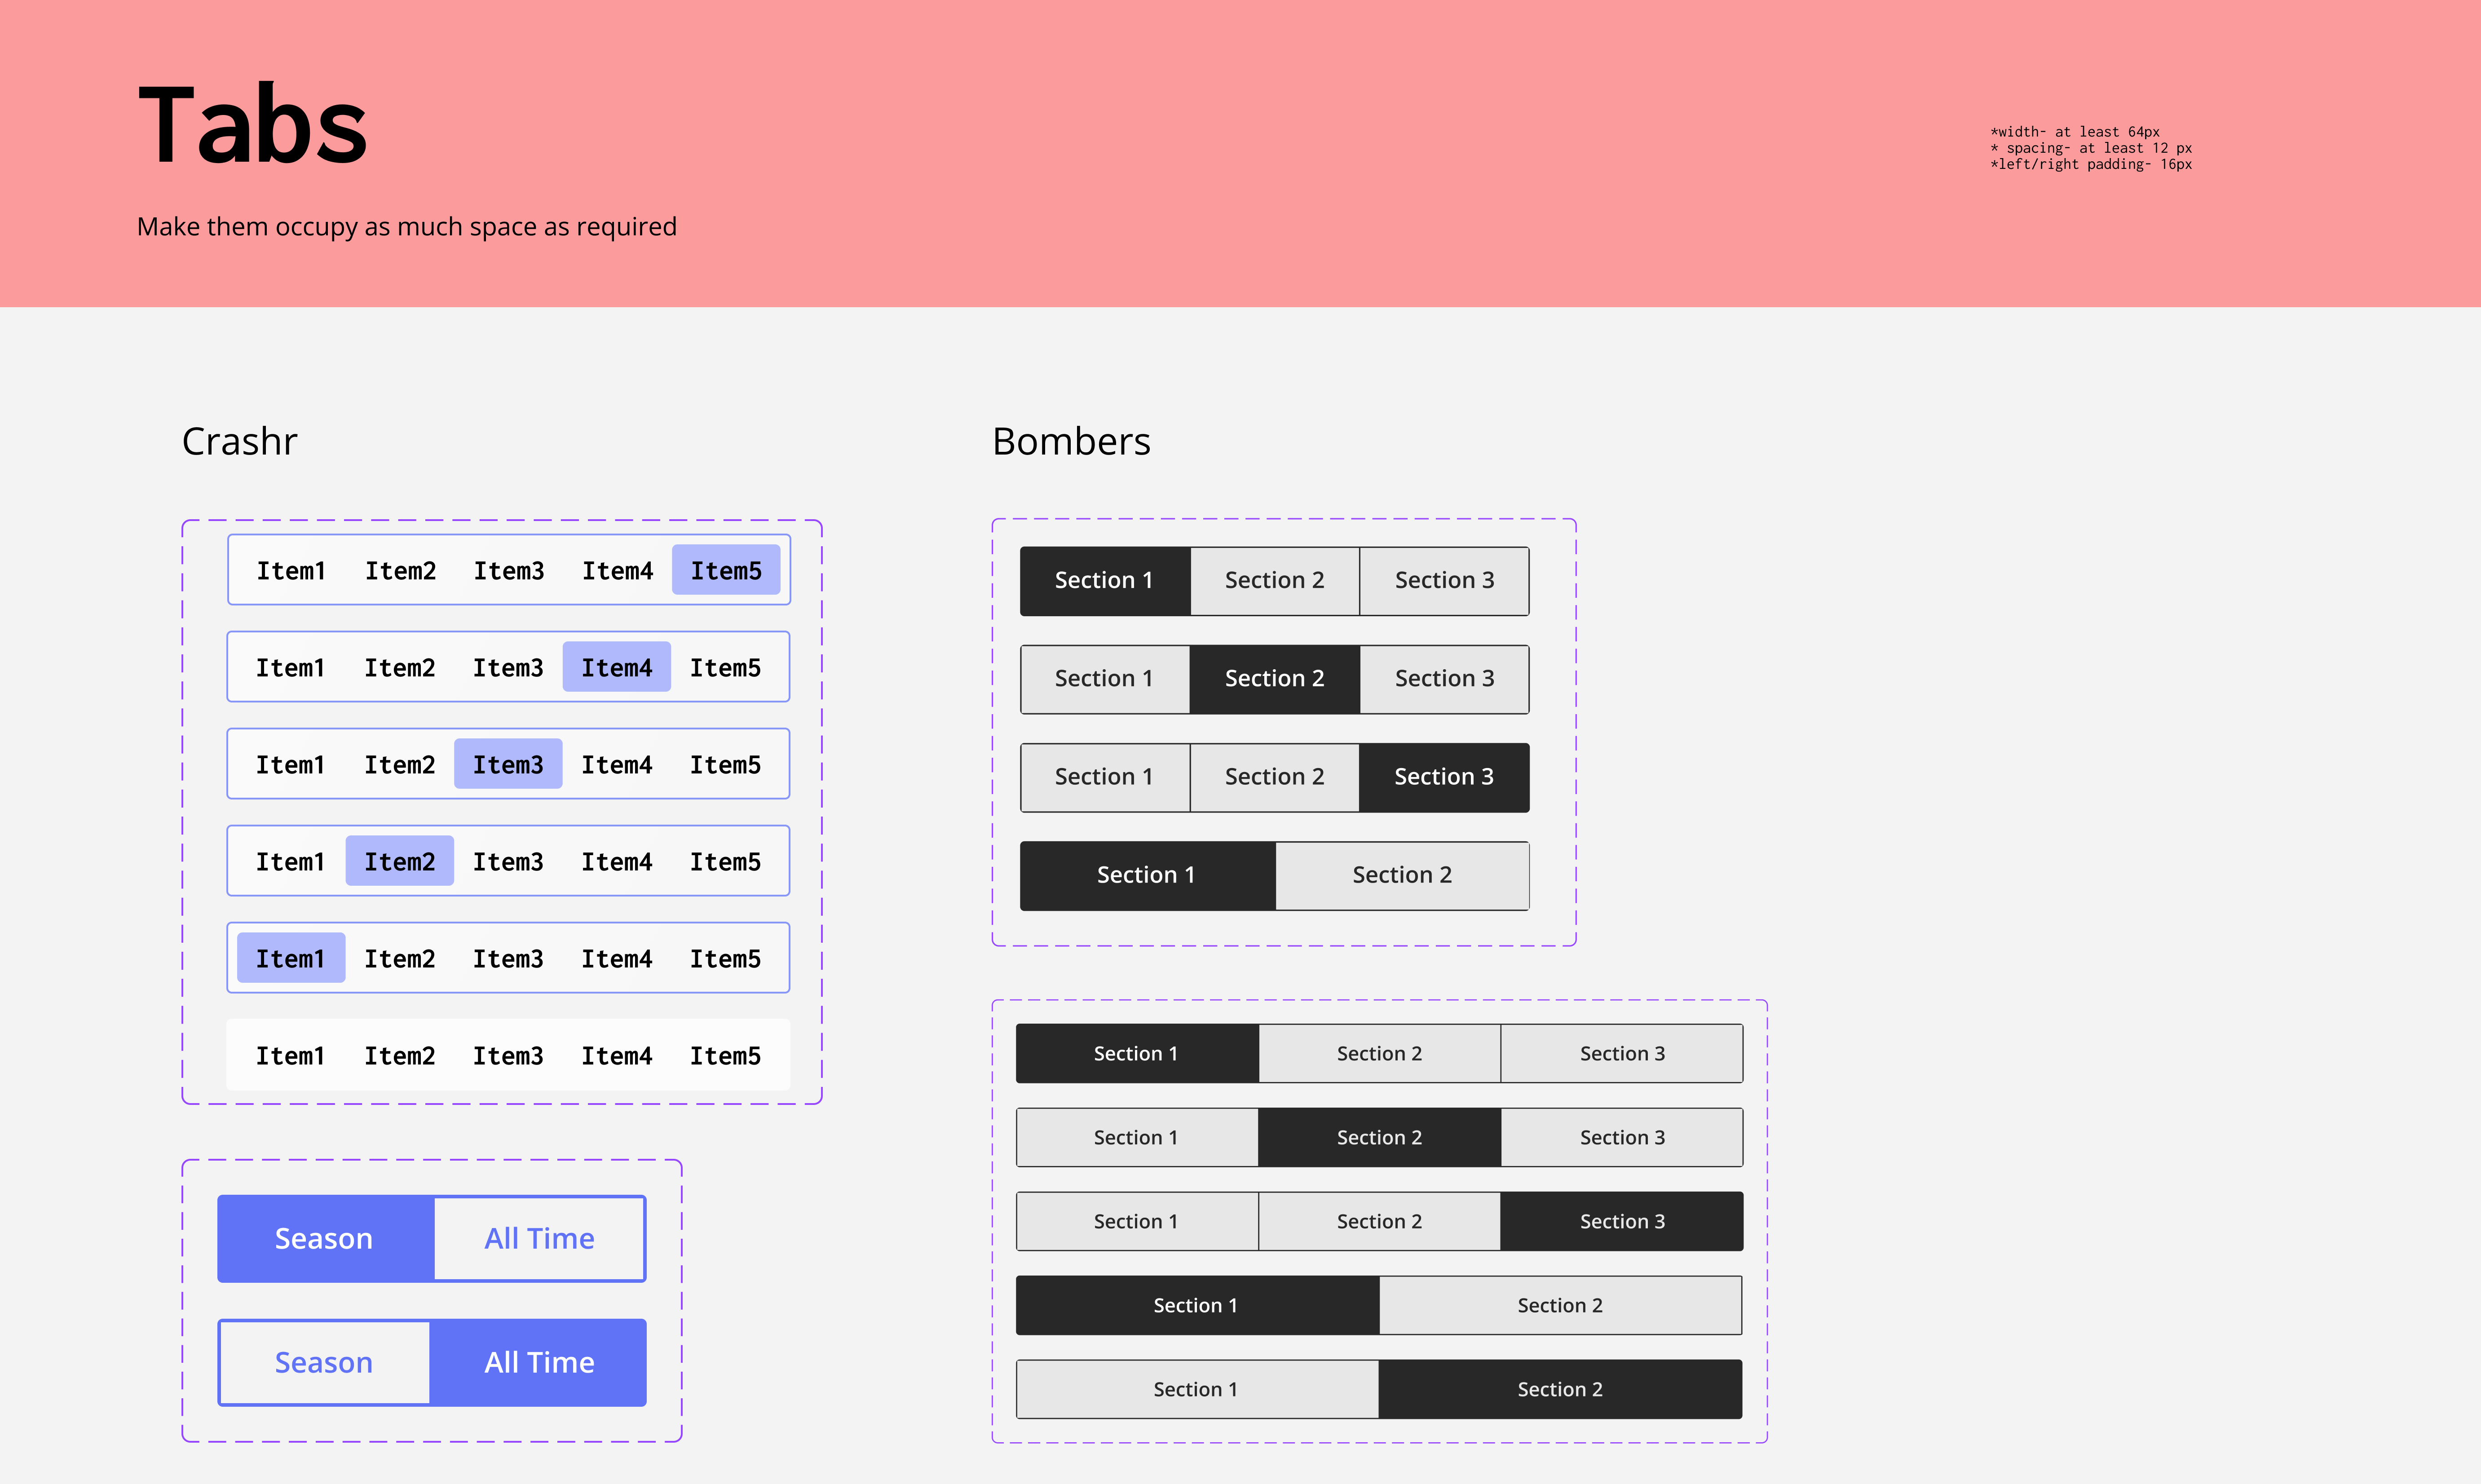 Tabs
Make them occupy as much space as required
*width- at least 64px
* spacing- at least 12 px
*left/right padding- 16px
Crashr
Item1 Item2 Item3 Item4 Item5
Item1 Item2 Item3 Item4 Item5
Item1 Item2 Item3 Item4 Item5
Item1 Item2 Item3 Item4 Item5
Item1 Item2 Item3 Item4 Item5
Item1 Item2 Item3 Item4 Item5
Season All Time
Season All Time
Bombers
Section 1 Section 2 Section 3
Section 1 Section 2 Section 3
Section 1 Section 2 Section 3
Section 1 Section 2
Section 1 Section 2 Section 3
Section 1 Section 2 Section 3
Section 1 Section 2 Section 3
Section 1 Section 2
Section 1 Section 2